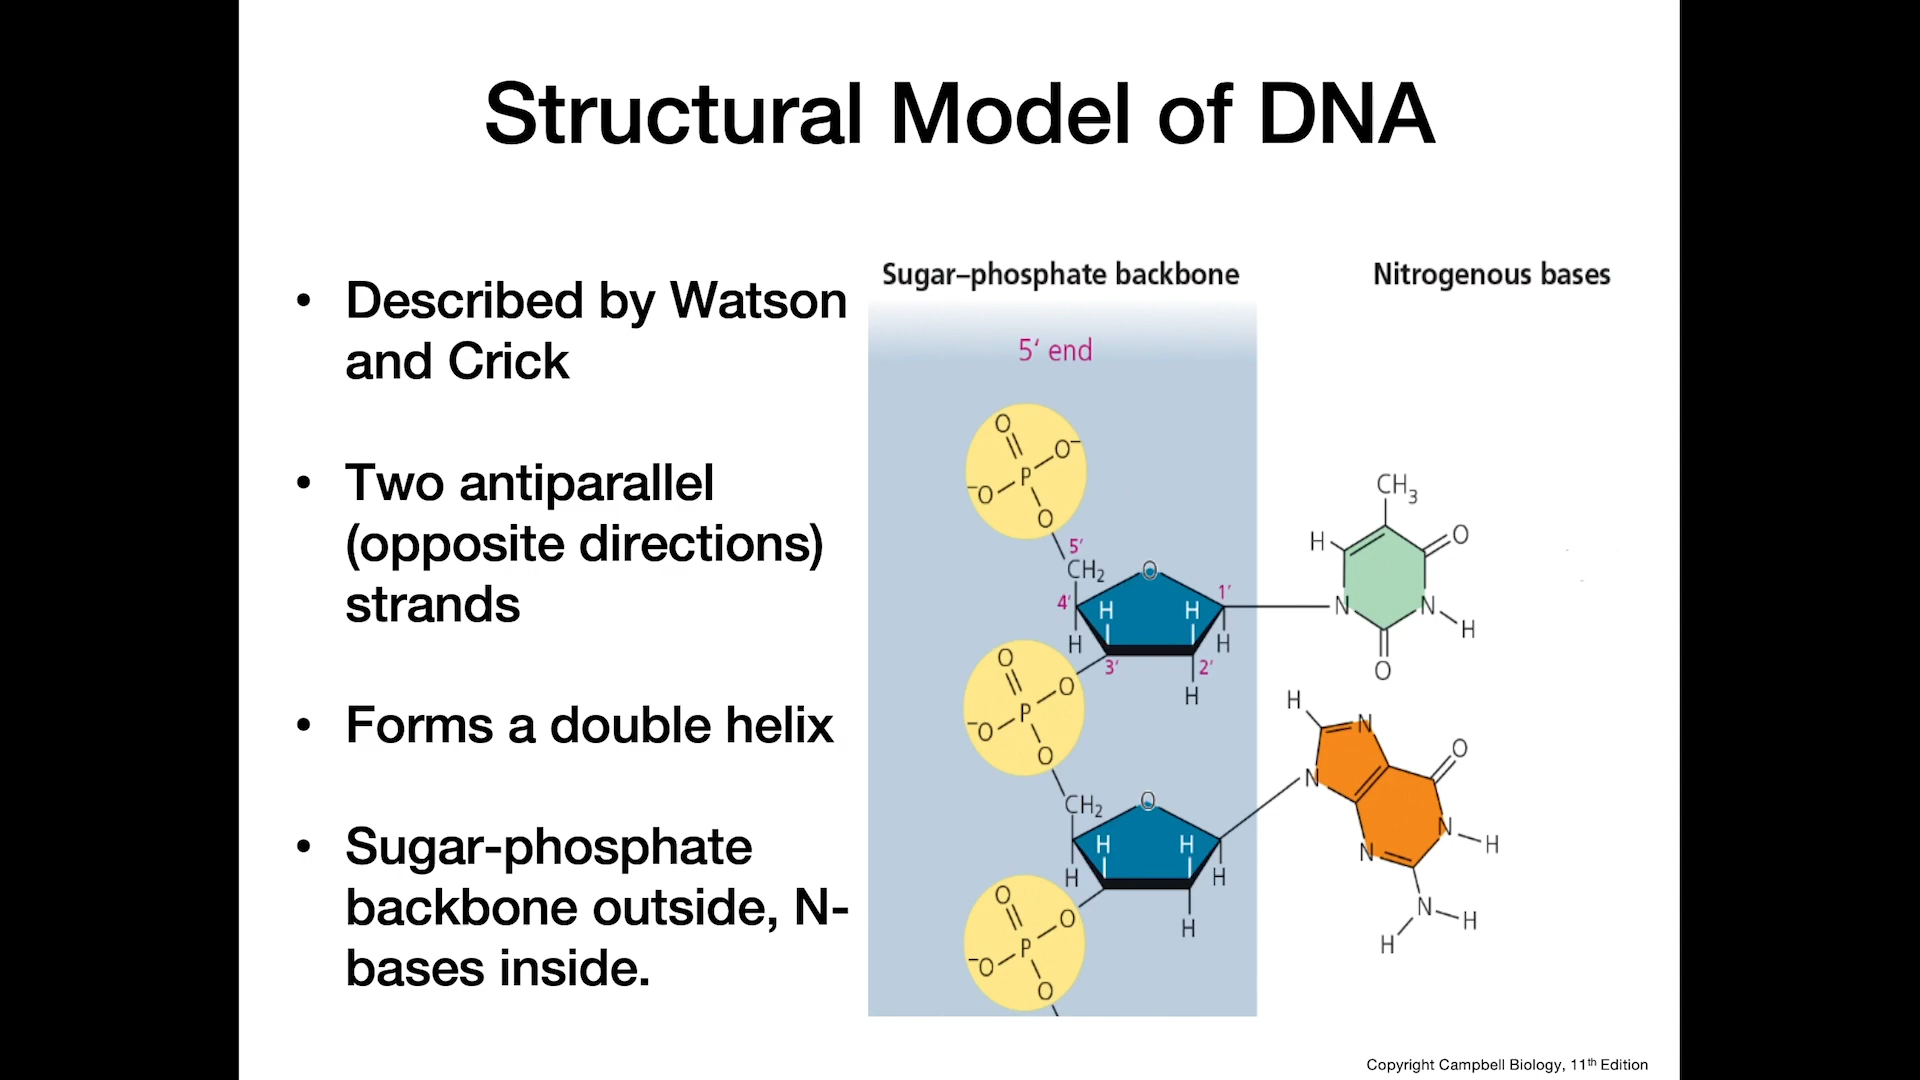 Structural Model of DNA
• Described by Watson
and Crick
• Two antiparallel
(opposite directions)
strands
• Forms a double helix
• Sugar-phosphate
backbone outside, N-
bases inside.
Sugar–phosphate backbone
Nitrogenous bases
5′ end
O
O⁻
P
⁻O
O
5′
CH₂
O
4′
H
H
1′
H
H
3′
2′
H
CH₃
H
O
N
N
H
O
O
O
P
⁻O
O
CH₂
O
H
H
H
H
H
H
N
O
N
N
H
N
N
H
H
O
O
P
⁻O
O
Copyright Campbell Biology, 11th Edition